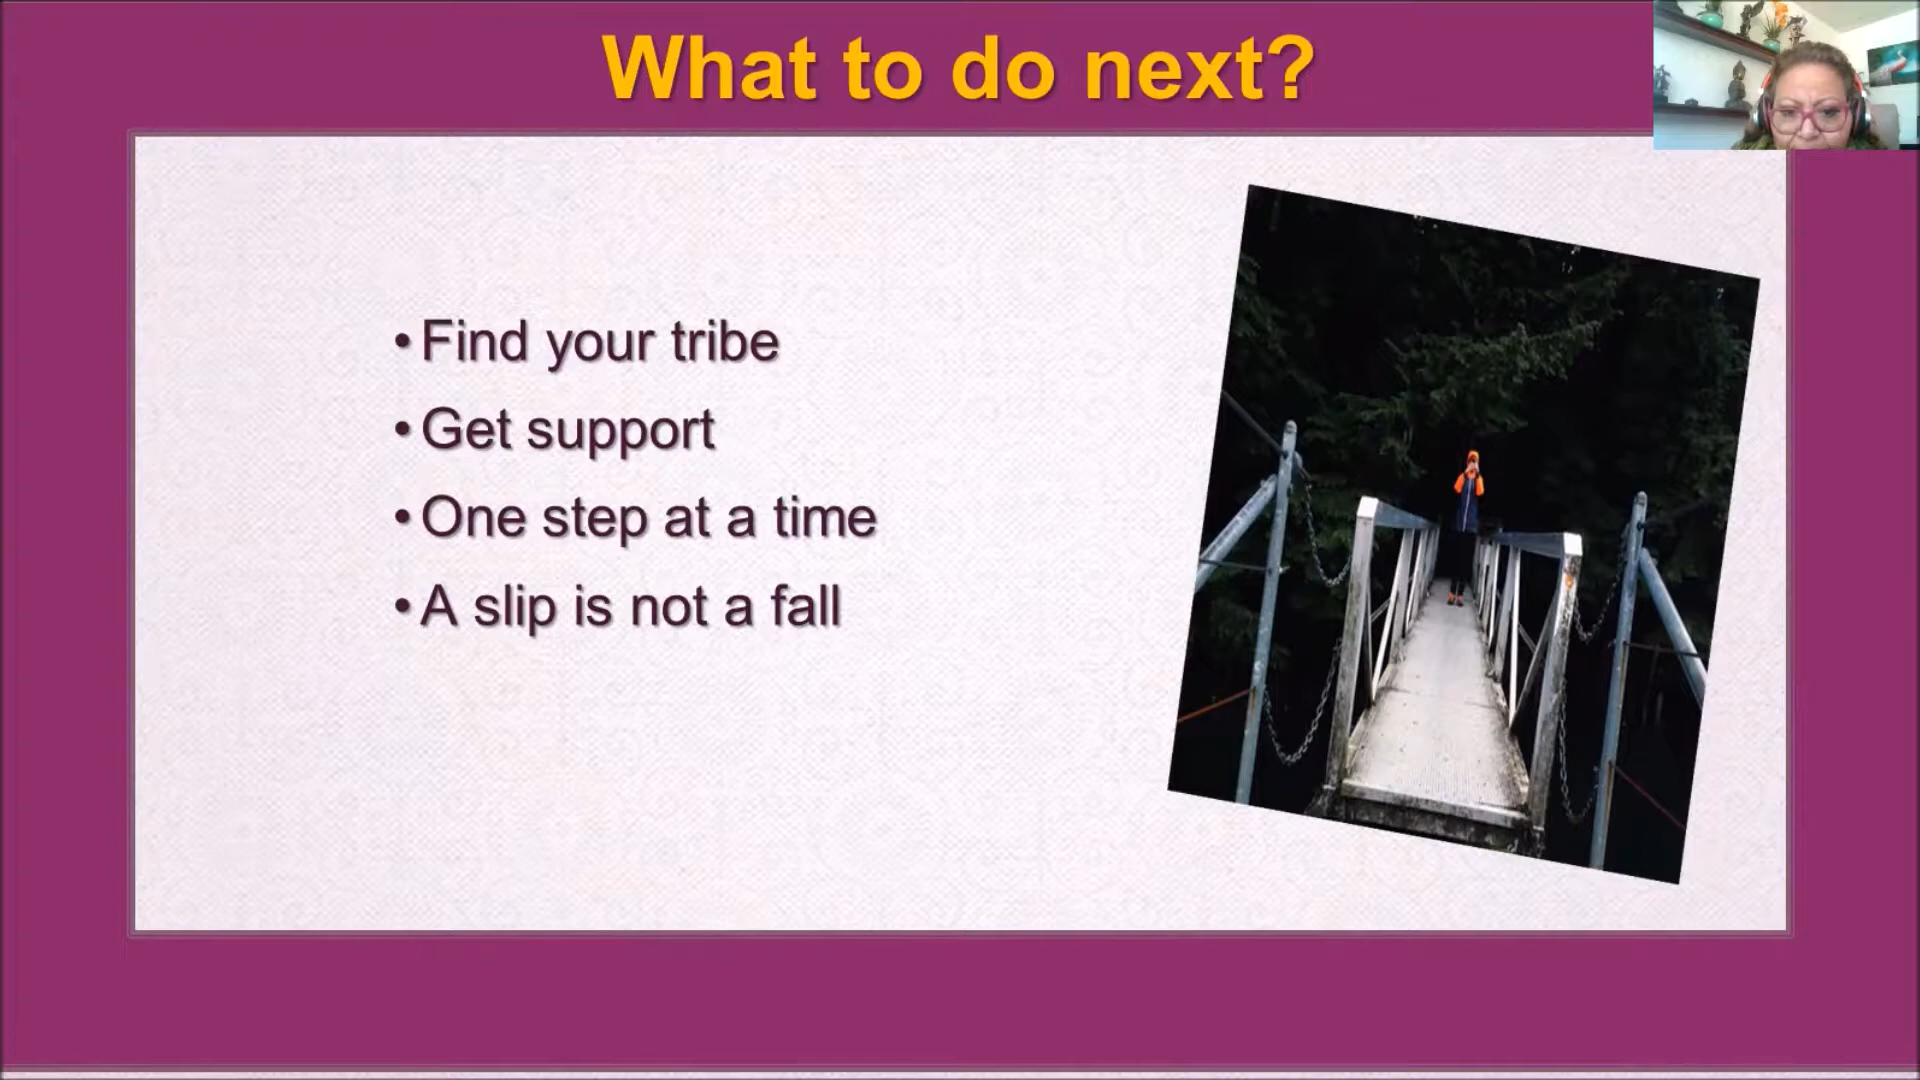 What to do next?
• Find your tribe
• Get support
• One step at a time
• A slip is not a fall